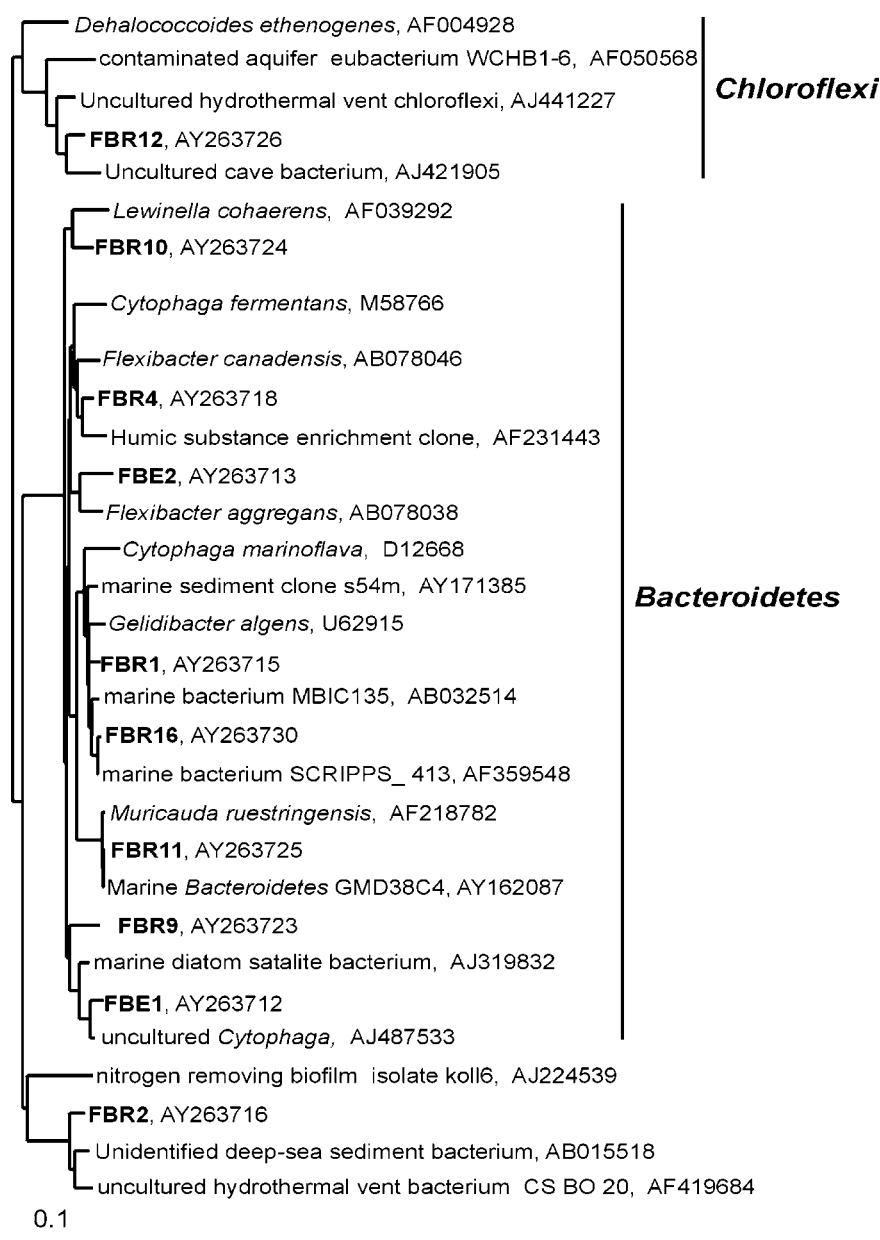 Dehalococcoides ethenogenes, AF004928
contaminated aquifer eubacterium WCHB1-6, AF050568
Chloroflexi
Uncultured hydrothermal vent chloroflexi, AJ441227
FBR12, AY263726
Uncultured cave bacterium, AJ421905
Lewinella cohaerens, AF039292
FBR10, AY263724
Cytophaga fermentans, M58766
Flexibacter canadensis, AB078046
FBR4, AY263718
Humic substance enrichment clone, AF231443
FBE2, AY263713
Flexibacter aggregans, AB078038
Cytophaga marinoflava, D12668
marine sediment clone s54m, AY171385
Bacteroidetes
Gelidibacter algens, U62915
FBR1, AY263715
marine bacterium MBIC135, AB032514
FBR16, AY263730
marine bacterium SCRIPPS_ 413, AF359548
Muricauda ruestringensis, AF218782
FBR11, AY263725
Marine Bacteroidetes GMD38C4, AY162087
FBR9, AY263723
marine diatom satalite bacterium, AJ319832
FBE1, AY263712
uncultured Cytophaga, AJ487533
nitrogen removing biofilm isolate koll6, AJ224539
FBR2, AY263716
Unidentified deep-sea sediment bacterium, AB015518
uncultured hydrothermal vent bacterium CS BO 20, AF419684
0.1